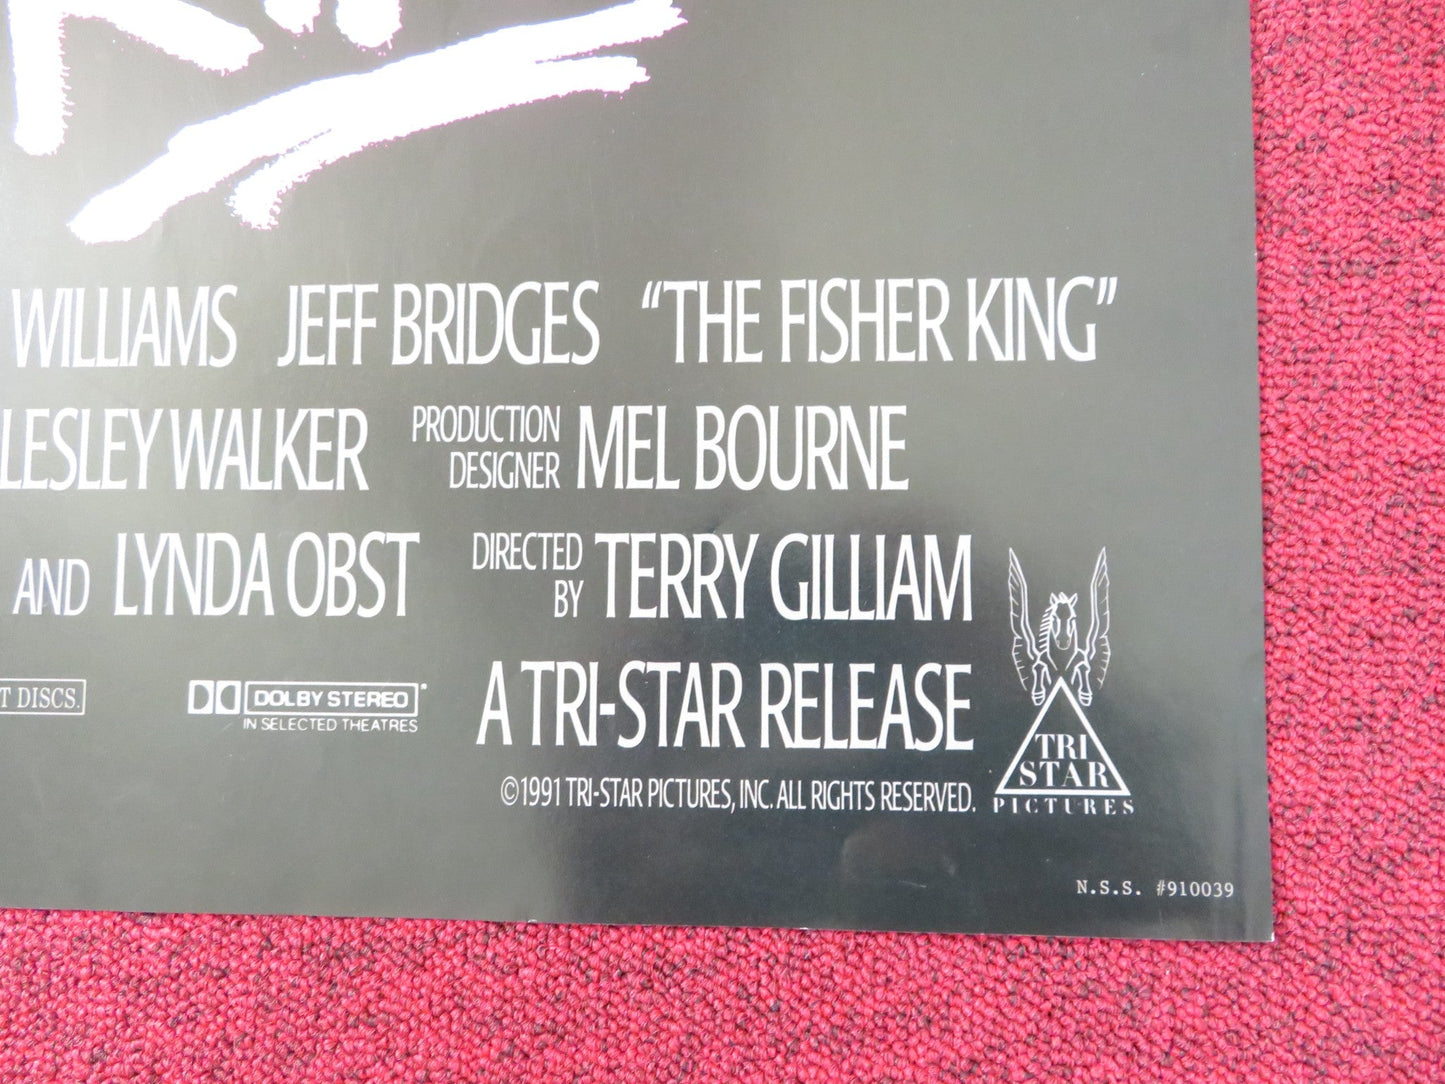 WILLIAMS JEFF BRIDGES “THE FISHER KING”
LESLEY WALKER PRODUCTION DESIGNER MEL BOURNE
AND LYNDA OBST DIRECTED BY TERRY GILLIAM
DISCS. DOLBY STEREO A TRI-STAR RELEASE
IN SELECTED THEATRES
TRI
STAR
PICTURES
©1991 TRI-STAR PICTURES, INC. ALL RIGHTS RESERVED.
N.S.S. #910039